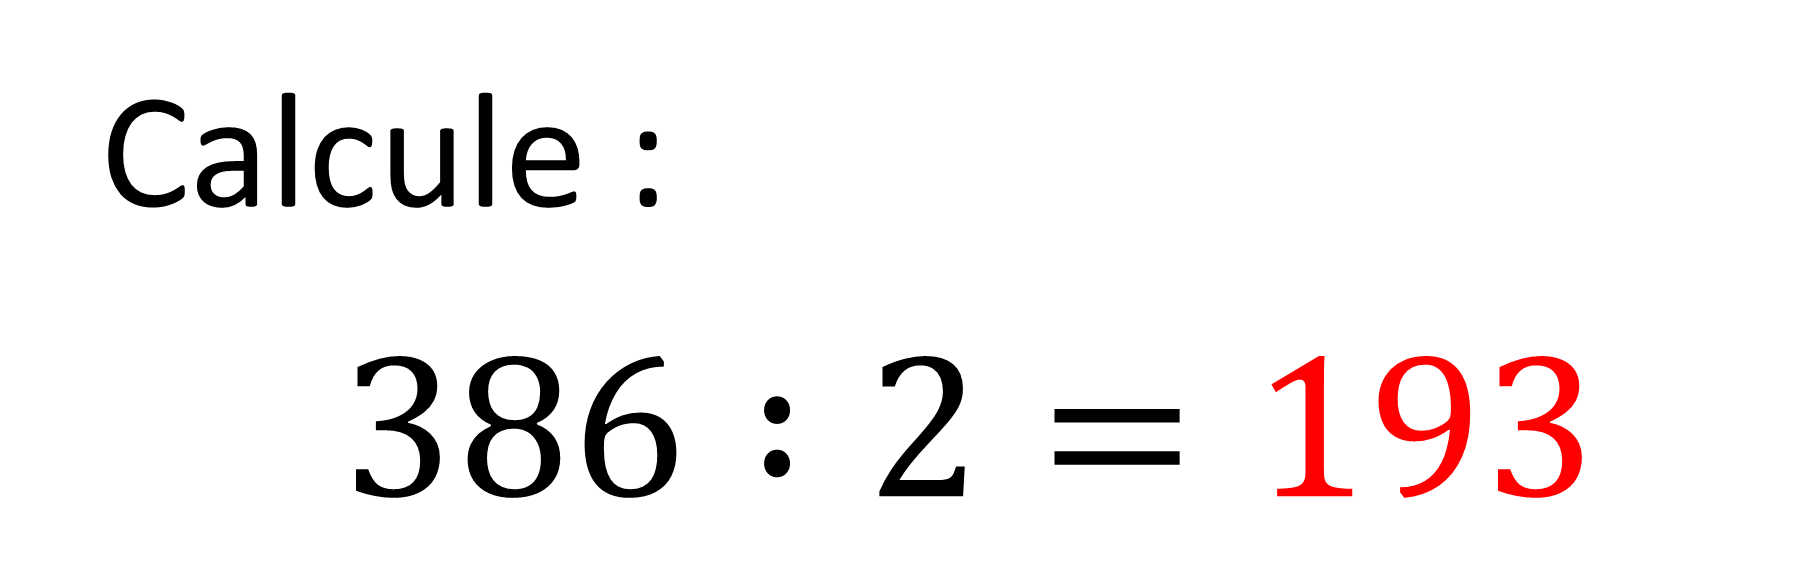 Calcule :
386 : 2 = 193